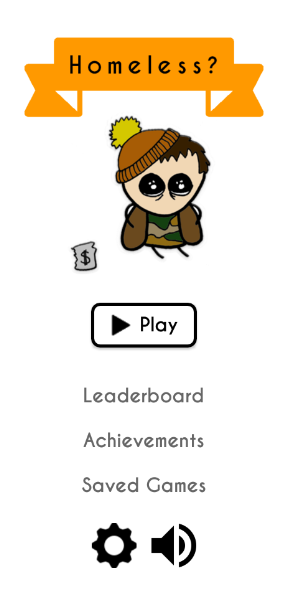 Homeless?
$
Play
Leaderboard
Achievements
Saved Games